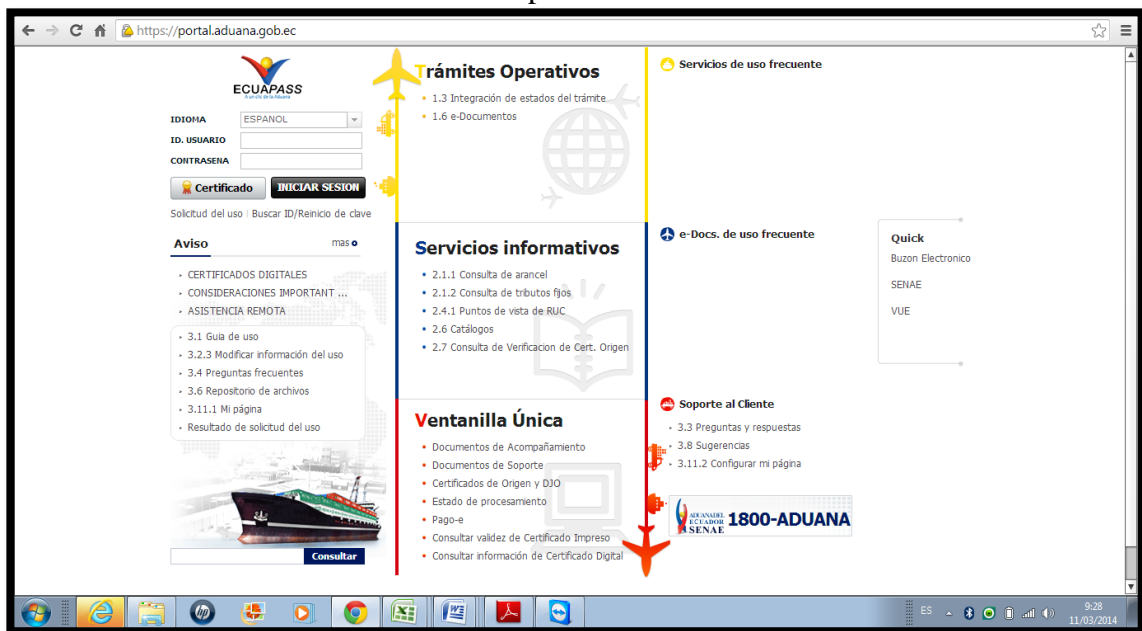 https://portal.aduana.gob.ec
ECUAPASS
A un clic de la Aduana
IDIOMA
ESPANOL
ID. USUARIO
CONTRASENA
Certificado
INICIAR SESION
Solicitud del uso | Buscar ID/Reinicio de clave
Aviso
mas
CERTIFICADOS DIGITALES
CONSIDERACIONES IMPORTANT ...
ASISTENCIA REMOTA
3.1 Guia de uso
3.2.3 Modificar información del uso
3.4 Preguntas frecuentes
3.6 Repositorio de archivos
3.11.1 Mi página
Resultado de solicitud del uso
Consultar
Trámites Operativos
1.3 Integración de estados del trámite
1.6 e-Documentos
Servicios informativos
2.1.1 Consulta de arancel
2.1.2 Consulta de tributos fijos
2.4.1 Puntos de vista de RUC
2.6 Catálogos
2.7 Consulta de Verificacion de Cert. Origen
Ventanilla Única
Documentos de Acompañamiento
Documentos de Soporte
Certificados de Origen y DJO
Estado de procesamiento
Pago-e
Consultar validez de Certificado Impreso
Consultar información de Certificado Digital
Servicios de uso frecuente
e-Docs. de uso frecuente
Soporte al Cliente
3.3 Preguntas y respuestas
3.8 Sugerencias
3.11.2 Configurar mi página
ADUANA DEL
ECUADOR
SENAE
1800-ADUANA
Quick
Buzon Electronico
SENAE
VUE
ES
9:28
11/03/2014